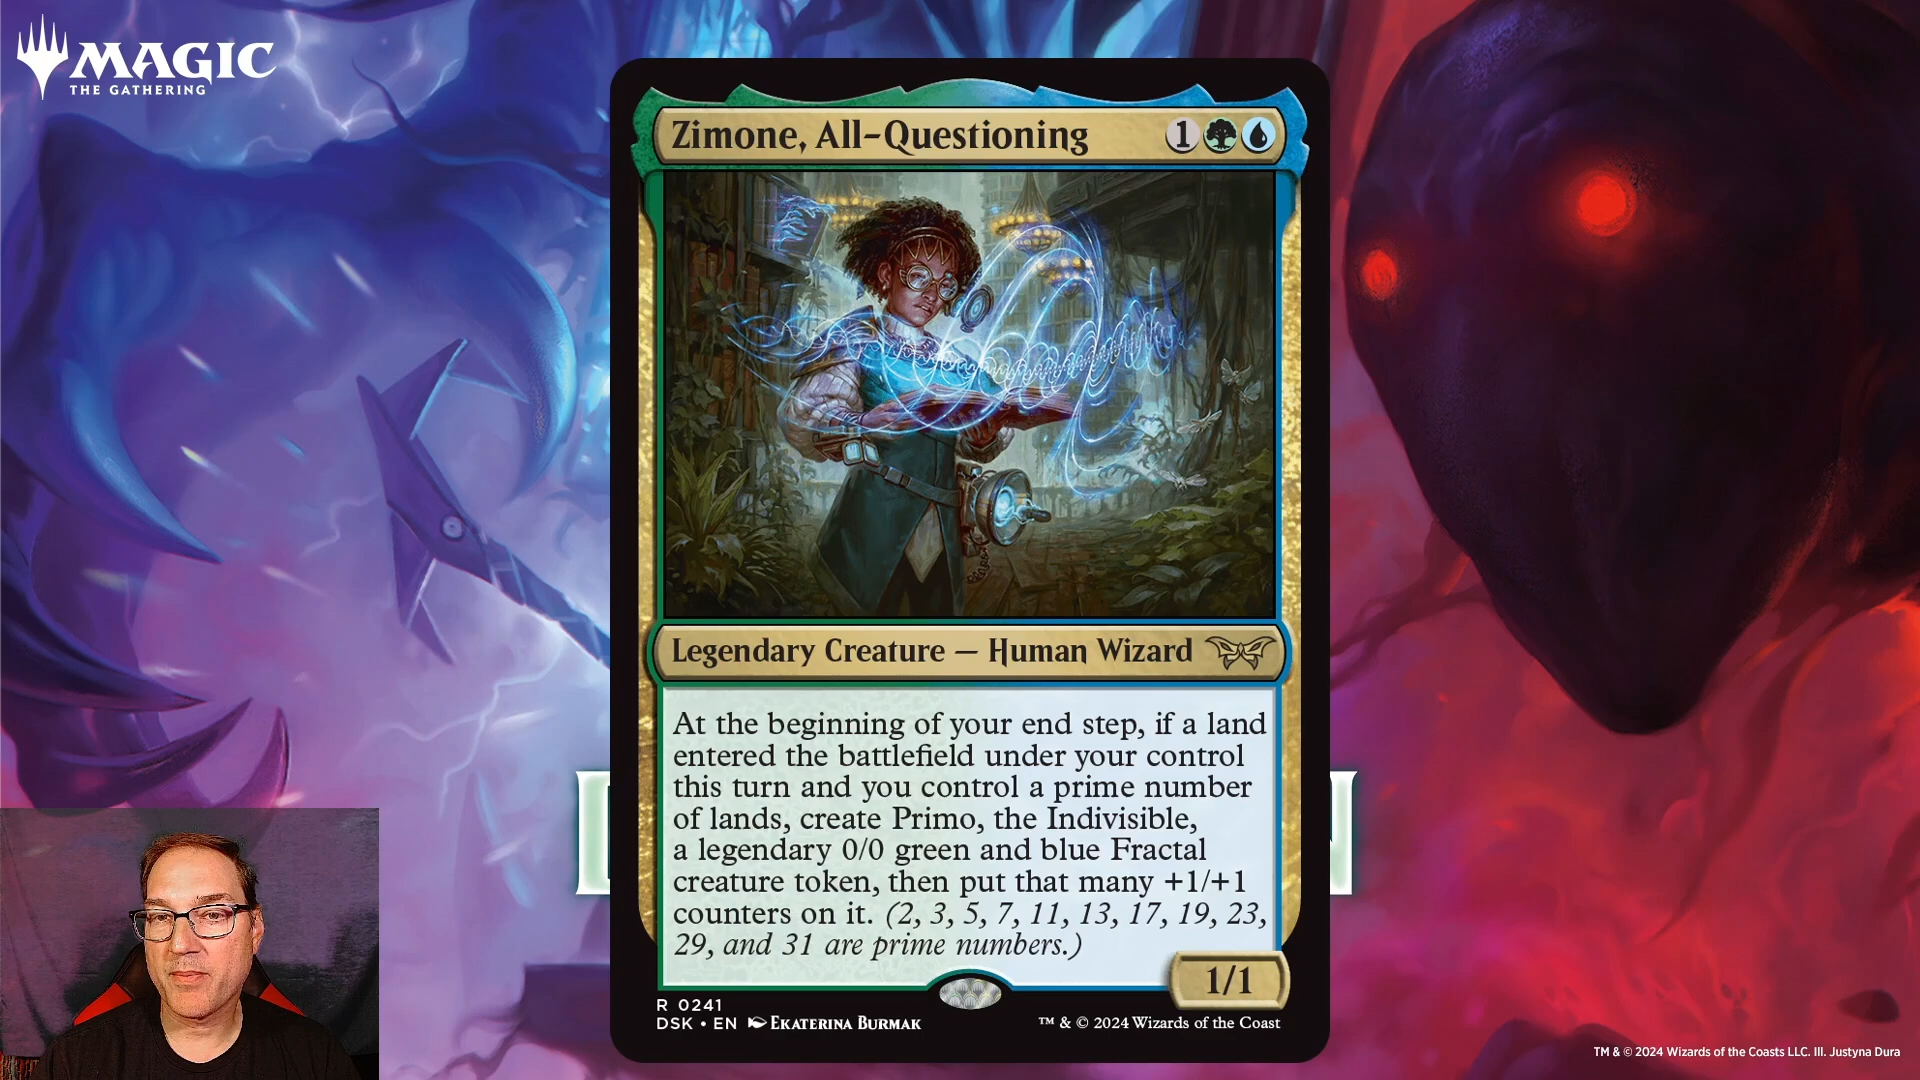 MAGIC
THE GATHERING
Zimone, All-Questioning
1
Legendary Creature — Human Wizard
At the beginning of your end step, if a land
entered the battlefield under your control
this turn and you control a prime number
of lands, create Primo, the Indivisible,
a legendary 0/0 green and blue Fractal
creature token, then put that many +1/+1
counters on it. (2, 3, 5, 7, 11, 13, 17, 19, 23,
29, and 31 are prime numbers.)
1/1
R 0241
DSK • EN EKATERINA BURMAK
™ & © 2024 Wizards of the Coast
TM & © 2024 Wizards of the Coasts LLC. Ill. Justyna Dura